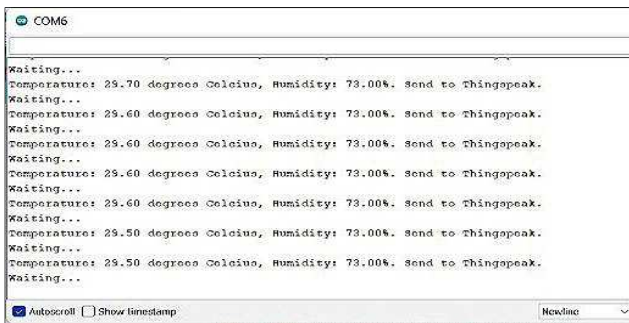 COM6
Waiting...
Temperature: 29.70 degrees Celcius, Humidity: 73.00%. Send to Thingspeak.
Waiting...
Temperature: 29.60 degrees Celcius, Humidity: 73.00%. Send to Thingspeak.
Waiting...
Temperature: 29.60 degrees Celcius, Humidity: 73.00%. Send to Thingspeak.
Waiting...
Temperature: 29.60 degrees Celcius, Humidity: 73.00%. Send to Thingspeak.
Waiting...
Temperature: 29.60 degrees Celcius, Humidity: 73.00%. Send to Thingspeak.
Waiting...
Temperature: 29.50 degrees Celcius, Humidity: 73.00%. Send to Thingspeak.
Waiting...
Temperature: 29.50 degrees Celcius, Humidity: 73.00%. Send to Thingspeak.
Waiting...
Autoscroll Show timestamp Newline